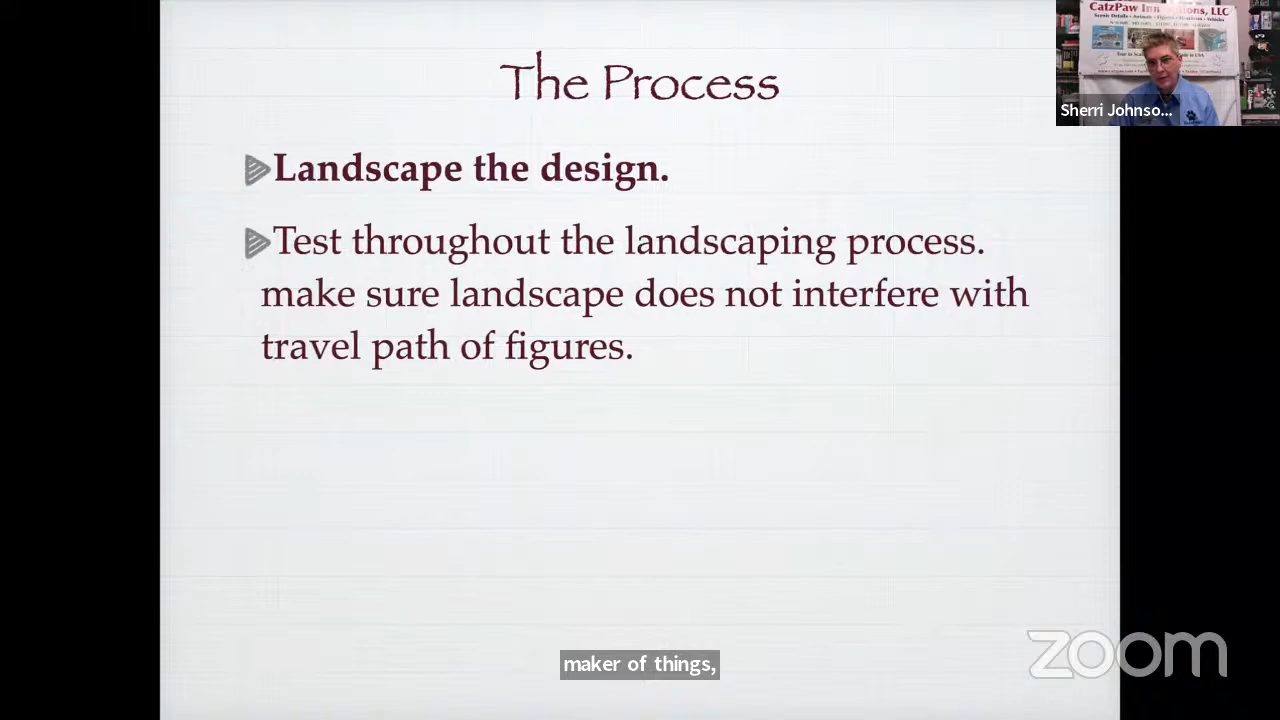 The Process
Landscape the design.
Test throughout the landscaping process.
make sure landscape does not interfere with
travel path of figures.
CatzPaw Inn
ions, LLC
Sherri Johnso...
maker of things,
zoom